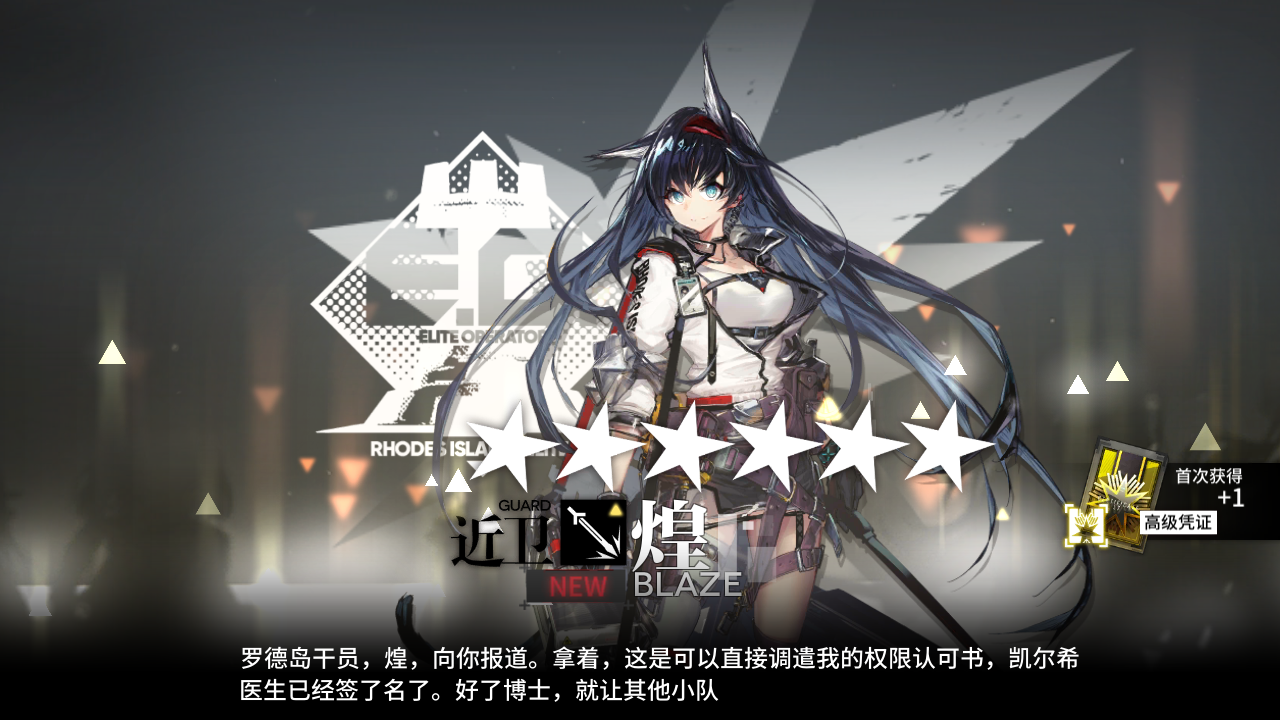 ELITE OPERATOR
RHODES ISLA
GUARD
近卫
煌
NEW
BLAZE
首次获得
+1
高级凭证
罗德岛干员，煌，向你报道。拿着，这是可以直接调遣我的权限认可书，凯尔希
医生已经签了名了。好了博士，就让其他小队